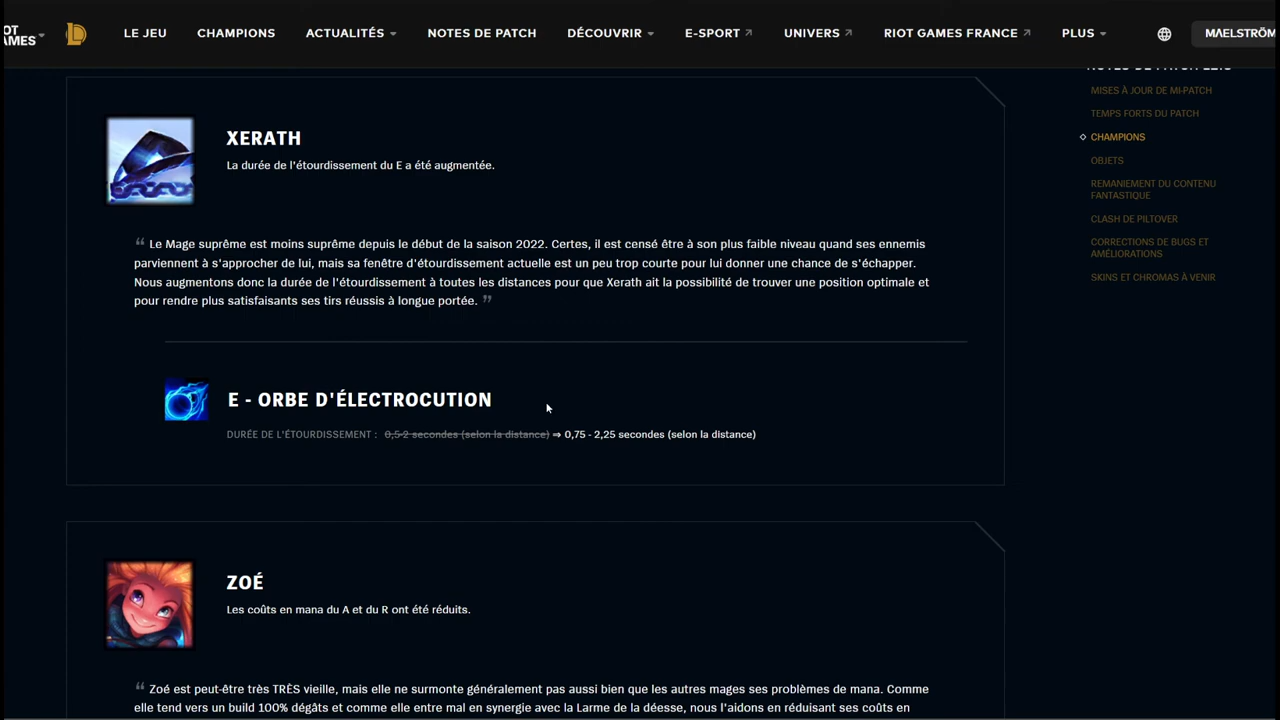 LE JEU
CHAMPIONS
ACTUALITÉS
NOTES DE PATCH
DÉCOUVRIR
E-SPORT
UNIVERS
RIOT GAMES FRANCE
PLUS
MAELSTRÖM
XERATH
La durée de l'étourdissement du E a été augmentée.
“ Le Mage suprême est moins suprême depuis le début de la saison 2022. Certes, il est censé être à son plus faible niveau quand ses ennemis
parviennent à s'approcher de lui, mais sa fenêtre d'étourdissement actuelle est un peu trop courte pour lui donner une chance de s'échapper.
Nous augmentons donc la durée de l'étourdissement à toutes les distances pour que Xerath ait la possibilité de trouver une position optimale et
pour rendre plus satisfaisants ses tirs réussis à longue portée. ”
E - ORBE D'ÉLECTROCUTION
DURÉE DE L'ÉTOURDISSEMENT : 0,5-2 secondes (selon la distance) ⇒ 0,75 - 2,25 secondes (selon la distance)
ZOÉ
Les coûts en mana du A et du R ont été réduits.
“ Zoé est peut-être très TRÈS vieille, mais elle ne surmonte généralement pas aussi bien que les autres mages ses problèmes de mana. Comme
elle tend vers un build 100% dégâts et comme elle entre mal en synergie avec la Larme de la déesse, nous l'aidons en réduisant ses coûts en
MISES À JOUR DE MI-PATCH
TEMPS FORTS DU PATCH
CHAMPIONS
OBJETS
REMANIEMENT DU CONTENU
FANTASTIQUE
CLASH DE PILTOVER
CORRECTIONS DE BUGS ET
AMÉLIORATIONS
SKINS ET CHROMAS À VENIR